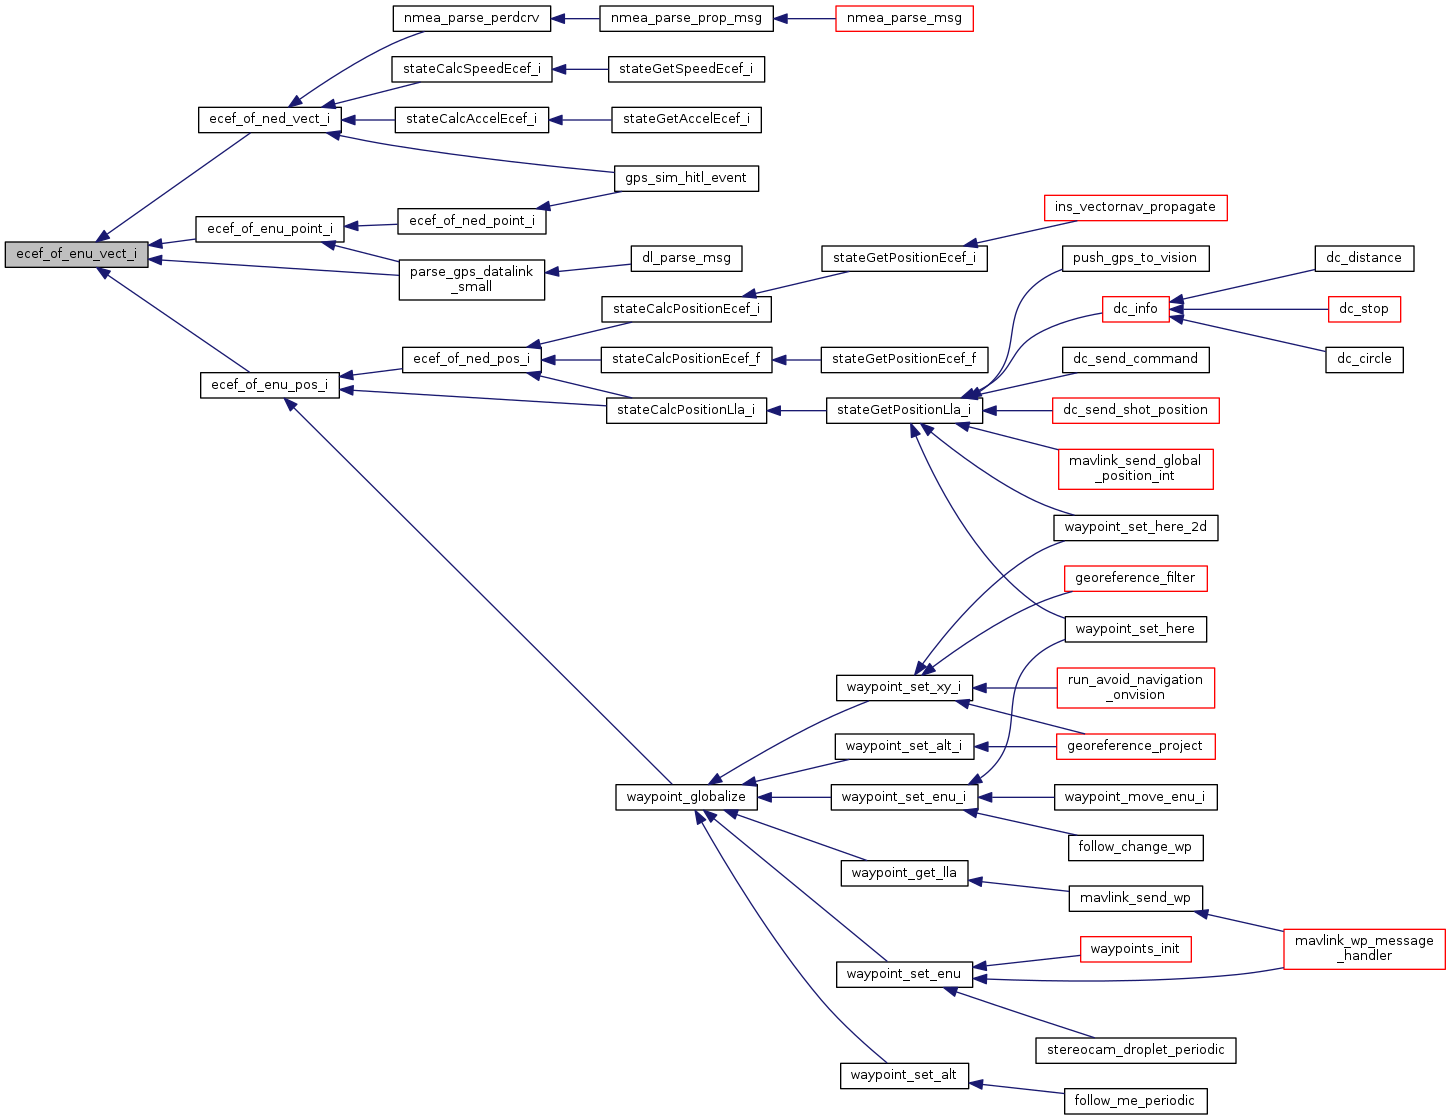 nmea_parse_perdcrv
nmea_parse_prop_msg
nmea_parse_msg
stateCalcSpeedEcef_i
stateGetSpeedEcef_i
ecef_of_ned_vect_i
stateCalcAccelEcef_i
stateGetAccelEcef_i
gps_sim_hitl_event
ecef_of_enu_point_i
ecef_of_ned_point_i
ins_vectornav_propagate
ecef_of_enu_vect_i
parse_gps_datalink
_small
dl_parse_msg
stateGetPositionEcef_i
push_gps_to_vision
dc_distance
stateCalcPositionEcef_i
dc_info
dc_stop
ecef_of_ned_pos_i
stateCalcPositionEcef_f
stateGetPositionEcef_f
dc_send_command
dc_circle
ecef_of_enu_pos_i
stateCalcPositionLla_i
stateGetPositionLla_i
dc_send_shot_position
mavlink_send_global
_position_int
waypoint_set_here_2d
georeference_filter
waypoint_set_here
waypoint_set_xy_i
run_avoid_navigation
_onvision
waypoint_set_alt_i
georeference_project
waypoint_globalize
waypoint_set_enu_i
waypoint_move_enu_i
follow_change_wp
waypoint_get_lla
mavlink_send_wp
mavlink_wp_message
_handler
waypoints_init
waypoint_set_enu
stereocam_droplet_periodic
waypoint_set_alt
follow_me_periodic